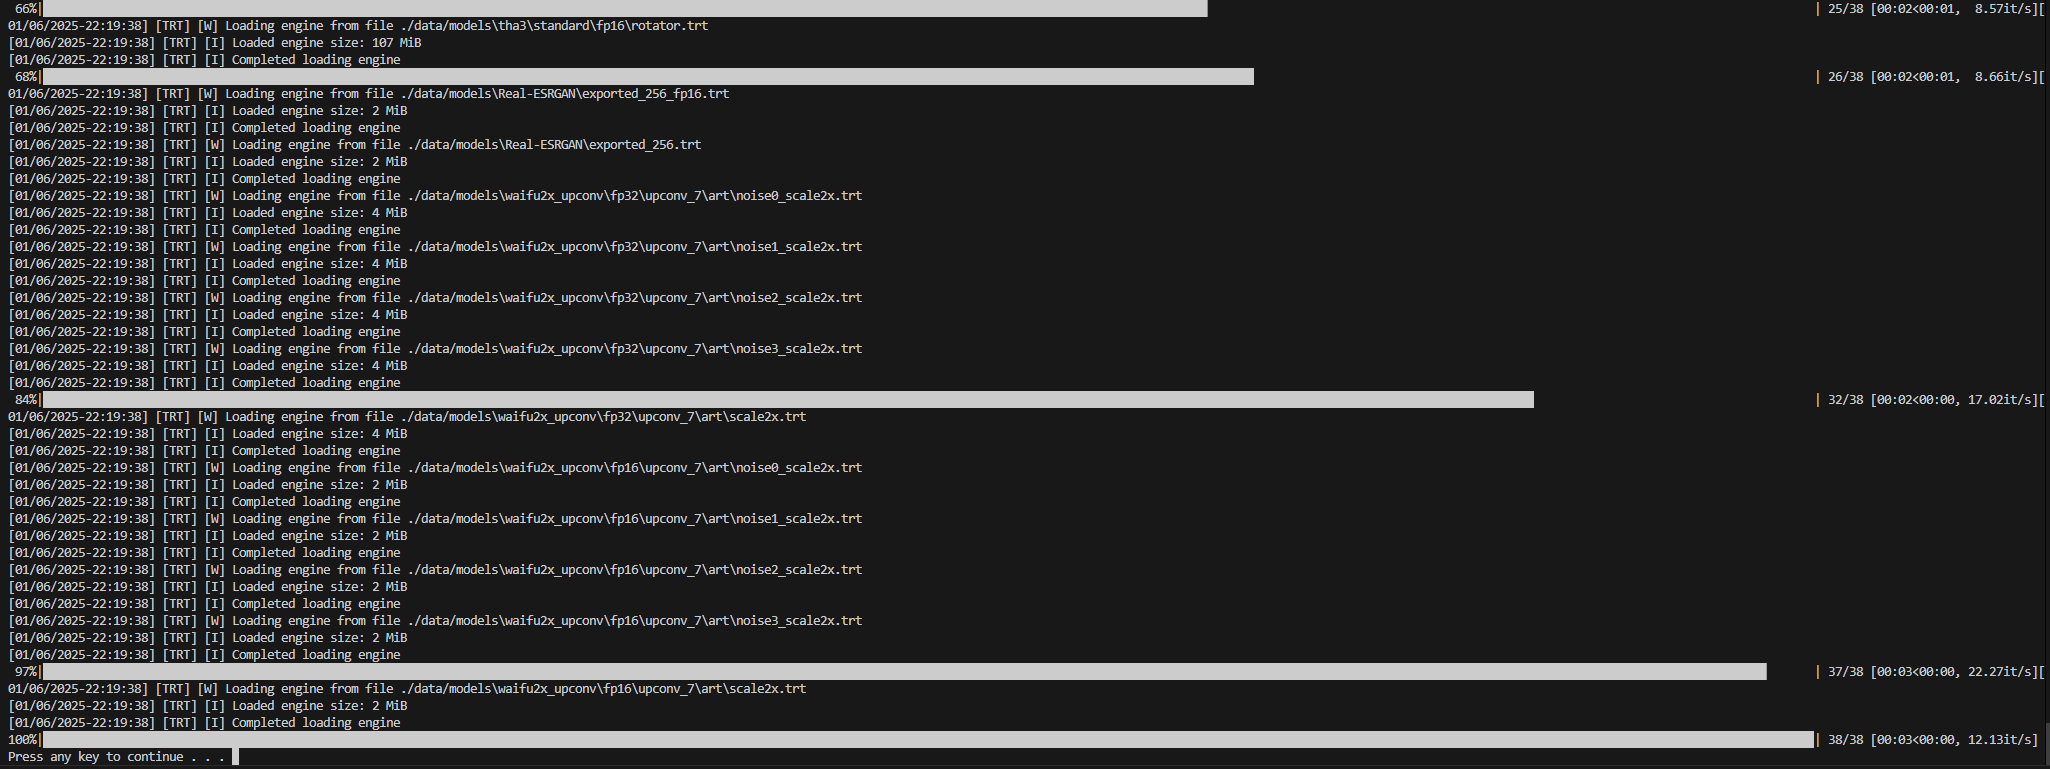 66%| | 25/38 [00:02<00:01,  8.57it/s][
01/06/2025-22:19:38] [TRT] [W] Loading engine from file ./data/models\tha3\standard\fp16\rotator.trt
[01/06/2025-22:19:38] [TRT] [I] Loaded engine size: 107 MiB
[01/06/2025-22:19:38] [TRT] [I] Completed loading engine
68%| | 26/38 [00:02<00:01,  8.66it/s][
01/06/2025-22:19:38] [TRT] [W] Loading engine from file ./data/models\Real-ESRGAN\exported_256_fp16.trt
[01/06/2025-22:19:38] [TRT] [I] Loaded engine size: 2 MiB
[01/06/2025-22:19:38] [TRT] [I] Completed loading engine
[01/06/2025-22:19:38] [TRT] [W] Loading engine from file ./data/models\Real-ESRGAN\exported_256.trt
[01/06/2025-22:19:38] [TRT] [I] Loaded engine size: 2 MiB
[01/06/2025-22:19:38] [TRT] [I] Completed loading engine
[01/06/2025-22:19:38] [TRT] [W] Loading engine from file ./data/models\waifu2x_upconv\fp32\upconv_7\art\noise0_scale2x.trt
[01/06/2025-22:19:38] [TRT] [I] Loaded engine size: 4 MiB
[01/06/2025-22:19:38] [TRT] [I] Completed loading engine
[01/06/2025-22:19:38] [TRT] [W] Loading engine from file ./data/models\waifu2x_upconv\fp32\upconv_7\art\noise1_scale2x.trt
[01/06/2025-22:19:38] [TRT] [I] Loaded engine size: 4 MiB
[01/06/2025-22:19:38] [TRT] [I] Completed loading engine
[01/06/2025-22:19:38] [TRT] [W] Loading engine from file ./data/models\waifu2x_upconv\fp32\upconv_7\art\noise2_scale2x.trt
[01/06/2025-22:19:38] [TRT] [I] Loaded engine size: 4 MiB
[01/06/2025-22:19:38] [TRT] [I] Completed loading engine
[01/06/2025-22:19:38] [TRT] [W] Loading engine from file ./data/models\waifu2x_upconv\fp32\upconv_7\art\noise3_scale2x.trt
[01/06/2025-22:19:38] [TRT] [I] Loaded engine size: 4 MiB
[01/06/2025-22:19:38] [TRT] [I] Completed loading engine
84%| | 32/38 [00:02<00:00, 17.02it/s][
01/06/2025-22:19:38] [TRT] [W] Loading engine from file ./data/models\waifu2x_upconv\fp32\upconv_7\art\scale2x.trt
[01/06/2025-22:19:38] [TRT] [I] Loaded engine size: 4 MiB
[01/06/2025-22:19:38] [TRT] [I] Completed loading engine
[01/06/2025-22:19:38] [TRT] [W] Loading engine from file ./data/models\waifu2x_upconv\fp16\upconv_7\art\noise0_scale2x.trt
[01/06/2025-22:19:38] [TRT] [I] Loaded engine size: 2 MiB
[01/06/2025-22:19:38] [TRT] [I] Completed loading engine
[01/06/2025-22:19:38] [TRT] [W] Loading engine from file ./data/models\waifu2x_upconv\fp16\upconv_7\art\noise1_scale2x.trt
[01/06/2025-22:19:38] [TRT] [I] Loaded engine size: 2 MiB
[01/06/2025-22:19:38] [TRT] [I] Completed loading engine
[01/06/2025-22:19:38] [TRT] [W] Loading engine from file ./data/models\waifu2x_upconv\fp16\upconv_7\art\noise2_scale2x.trt
[01/06/2025-22:19:38] [TRT] [I] Loaded engine size: 2 MiB
[01/06/2025-22:19:38] [TRT] [I] Completed loading engine
[01/06/2025-22:19:38] [TRT] [W] Loading engine from file ./data/models\waifu2x_upconv\fp16\upconv_7\art\noise3_scale2x.trt
[01/06/2025-22:19:38] [TRT] [I] Loaded engine size: 2 MiB
[01/06/2025-22:19:38] [TRT] [I] Completed loading engine
97%| | 37/38 [00:03<00:00, 22.27it/s][
01/06/2025-22:19:38] [TRT] [W] Loading engine from file ./data/models\waifu2x_upconv\fp16\upconv_7\art\scale2x.trt
[01/06/2025-22:19:38] [TRT] [I] Loaded engine size: 2 MiB
[01/06/2025-22:19:38] [TRT] [I] Completed loading engine
100%| | 38/38 [00:03<00:00, 12.13it/s]
Press any key to continue . . .